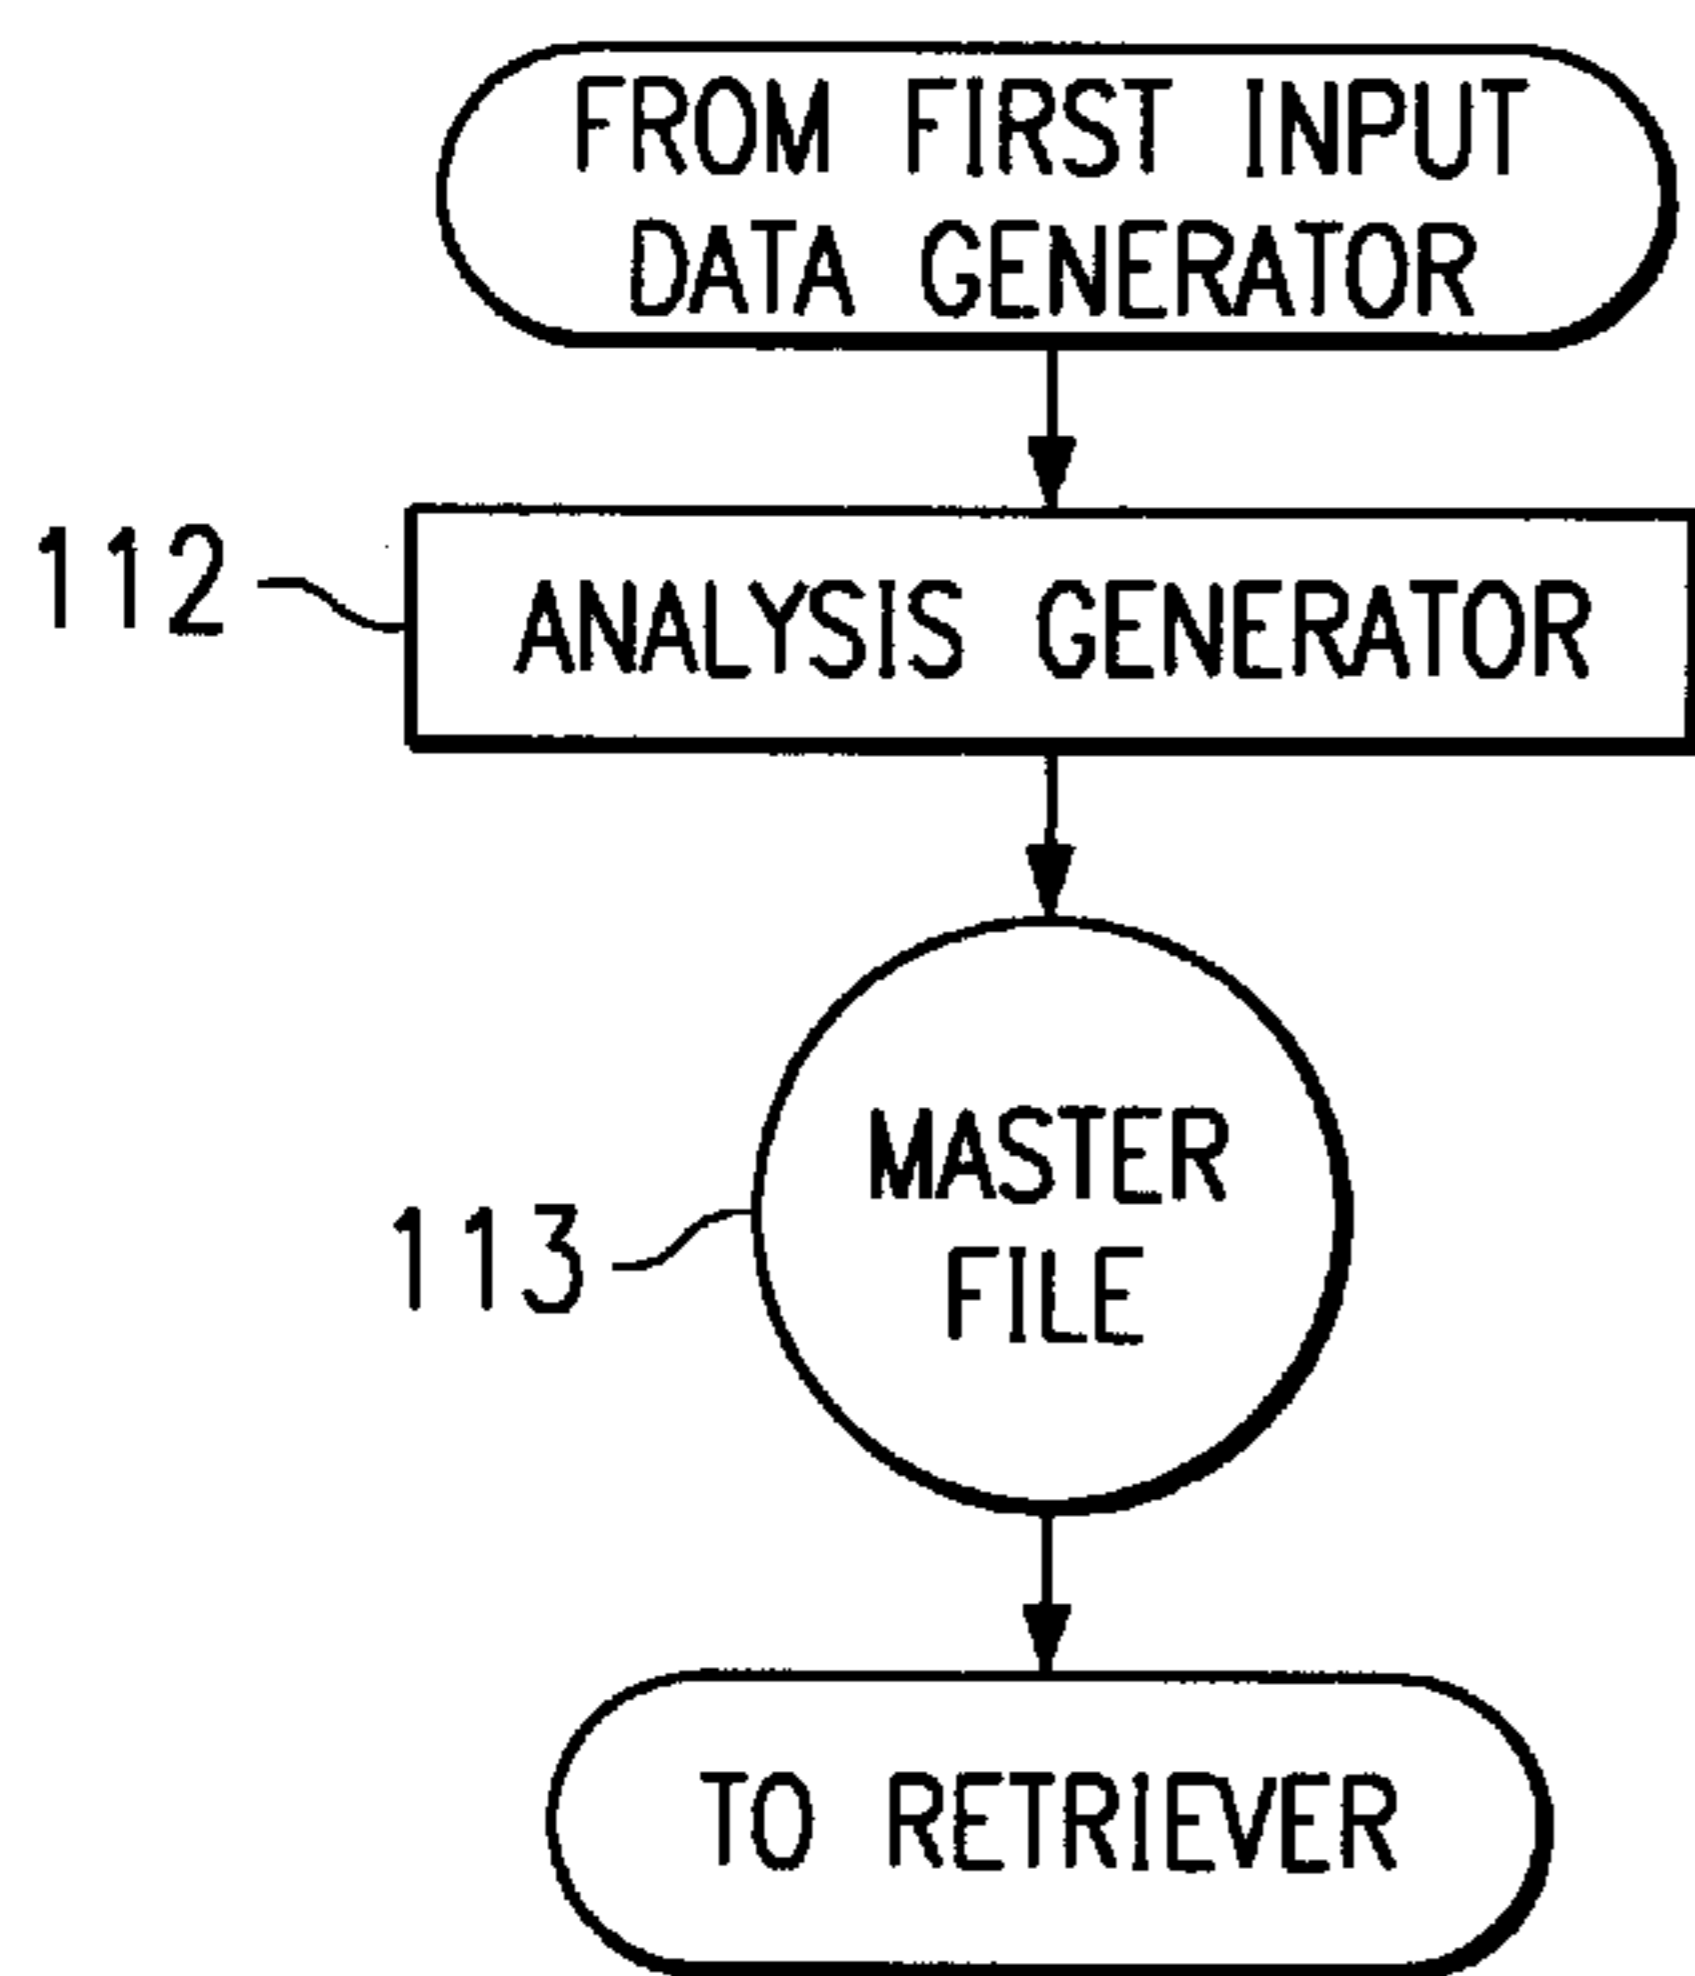 FROM FIRST INPUT
DATA GENERATOR
112
ANALYSIS GENERATOR
MASTER
FILE
113
TO RETRIEVER